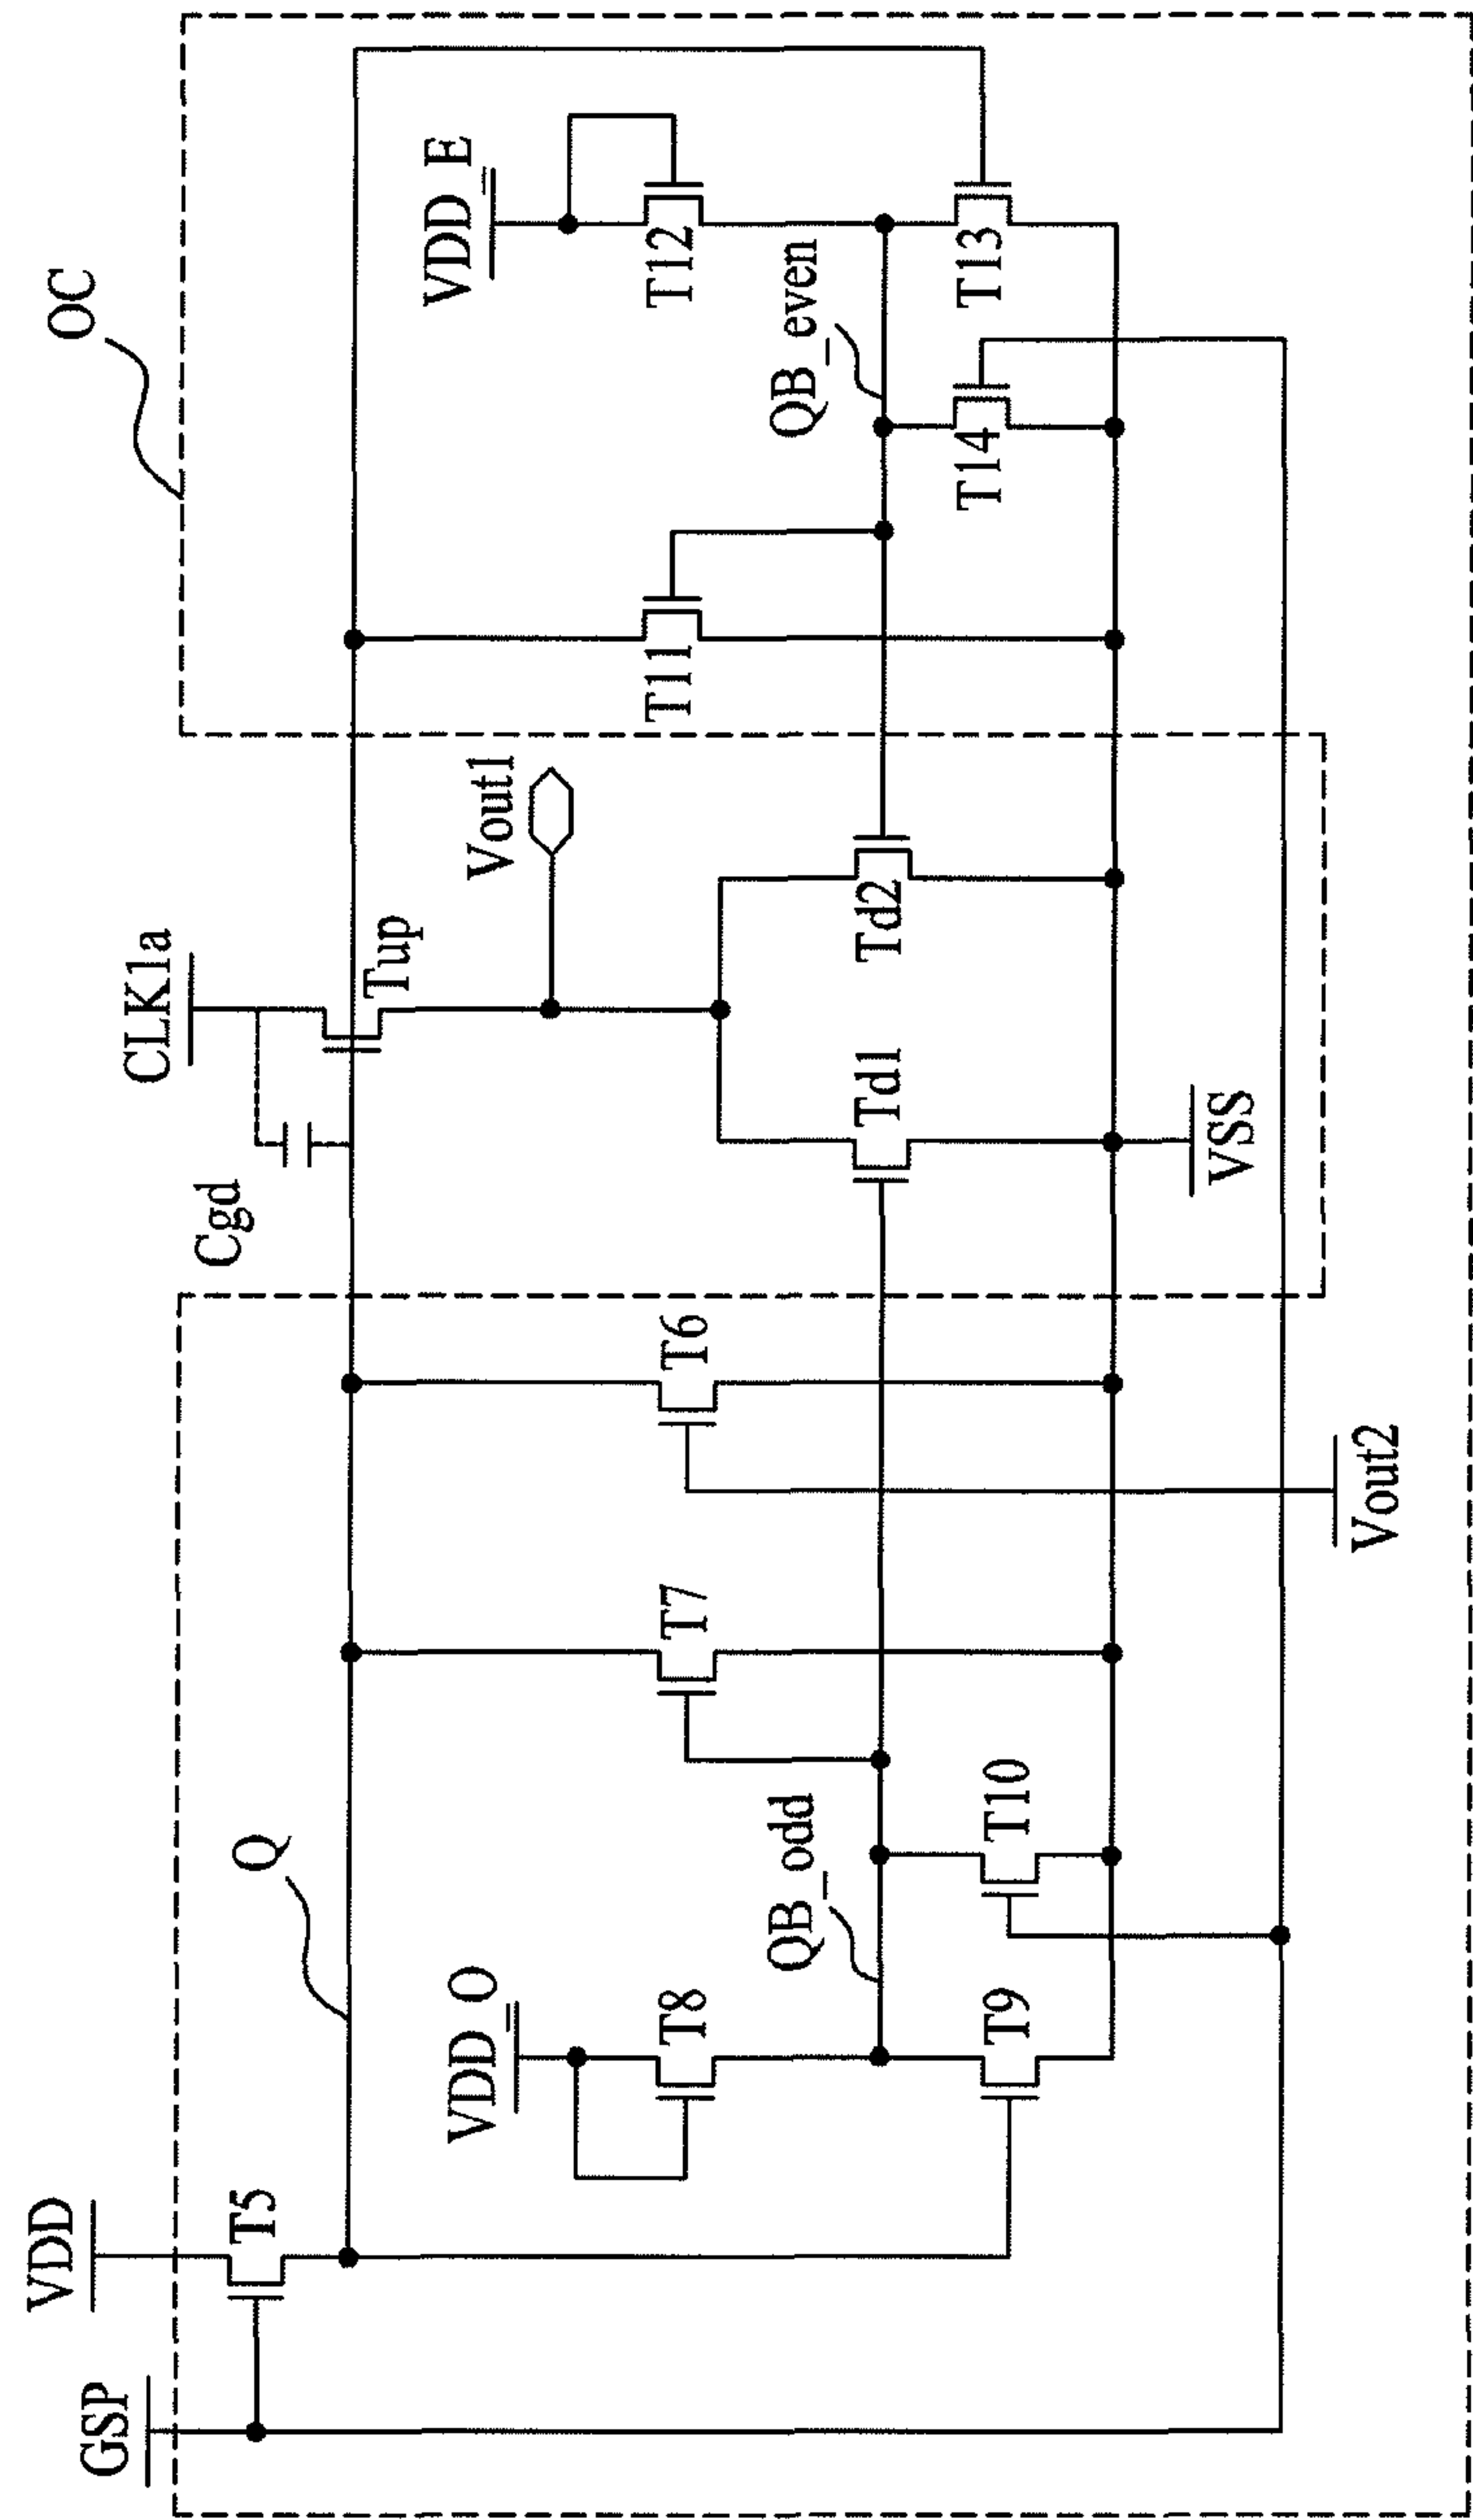 OC
VDD
GSP
Q
Cgd
CLK1a
Tup
T5
VDD_O
T8
T7
T6
Vout1
T11
VDD_E
T12
QB_odd
T9
T10
Td1
Td2
QB_even
T14
T13
VSS
Vout2